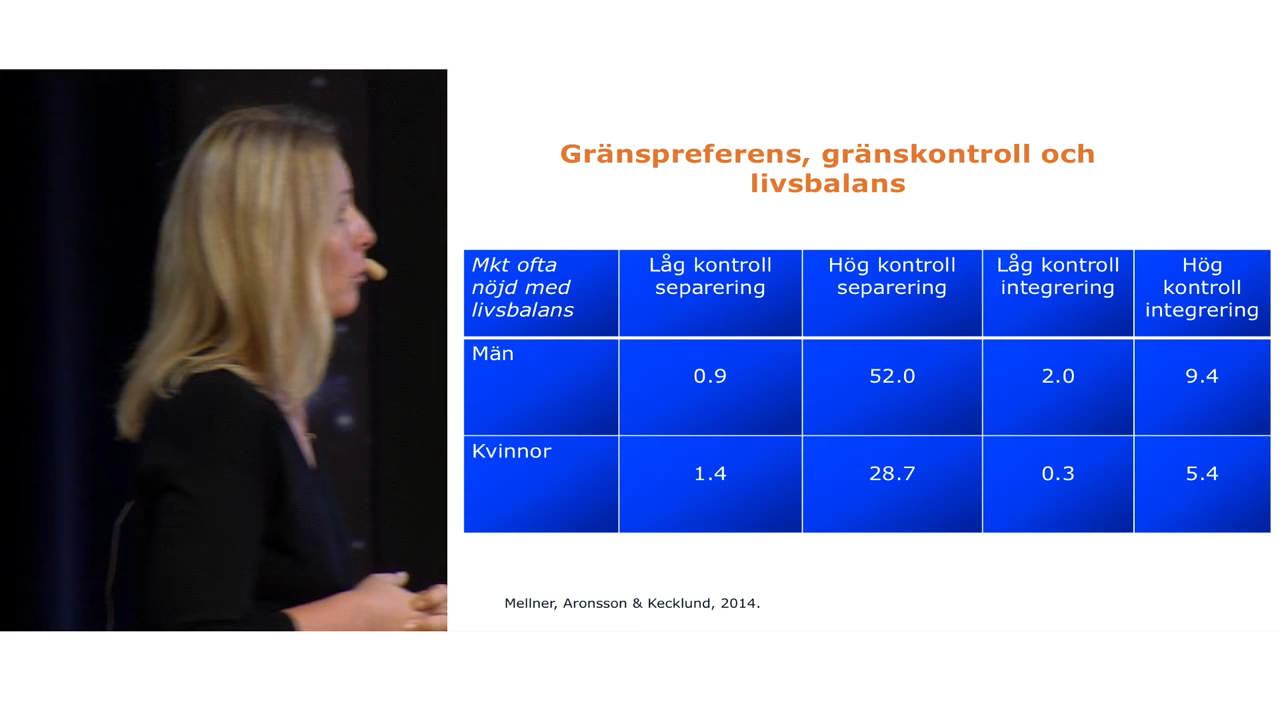 Gränspreferens, gränskontroll och
livsbalans
Mkt ofta nöjd med livsbalans | Låg kontroll separering | Hög kontroll separering | Låg kontroll integrering | Hög kontroll integrering
Män | 0.9 | 52.0 | 2.0 | 9.4
Kvinnor | 1.4 | 28.7 | 0.3 | 5.4
Mellner, Aronsson & Kecklund, 2014.